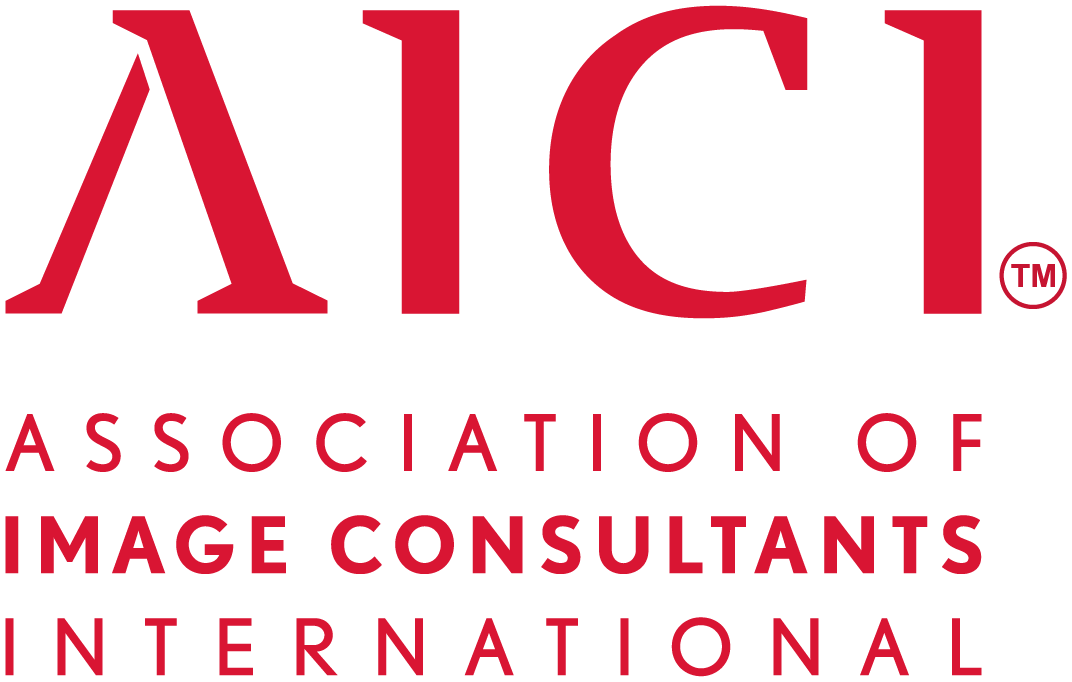 AICI TM
ASSOCIATION OF
IMAGE CONSULTANTS
INTERNATIONAL